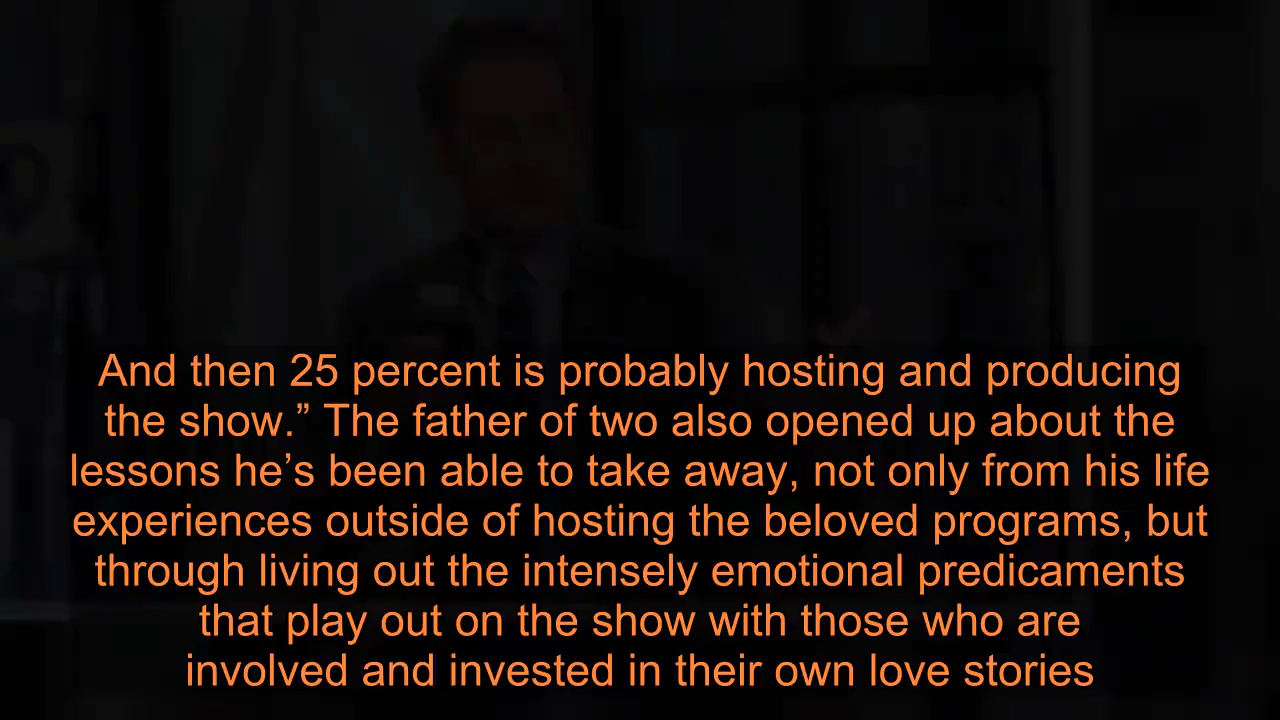 And then 25 percent is probably hosting and producing
the show.” The father of two also opened up about the
lessons he’s been able to take away, not only from his life
experiences outside of hosting the beloved programs, but
through living out the intensely emotional predicaments
that play out on the show with those who are
involved and invested in their own love stories